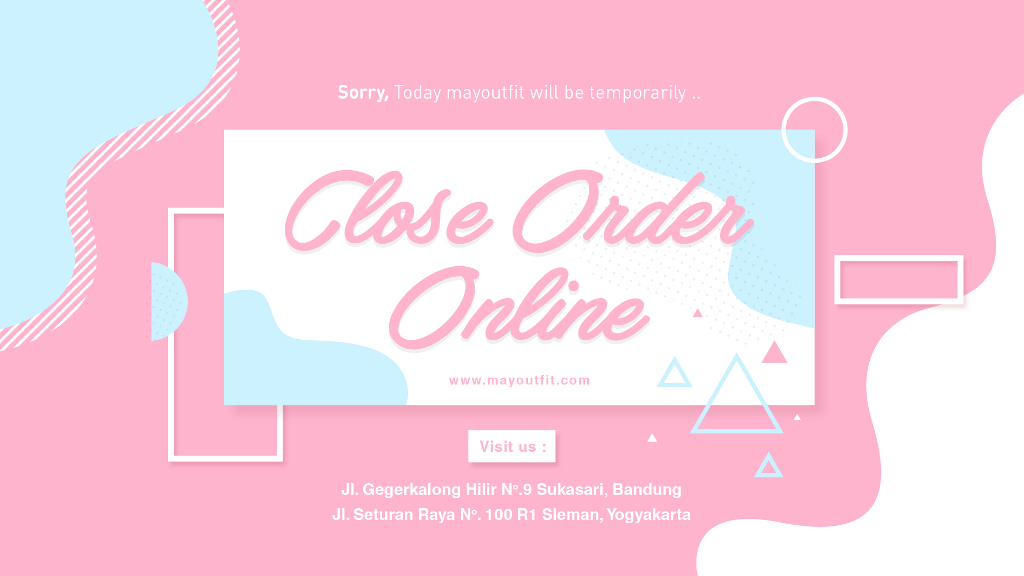 Sorry, Today mayoutfit will be temporarily ..
Close Order
Online
www.mayoutfit.com
Visit us :
Jl. Gegerkalong Hilir Nº.9 Sukasari, Bandung
Jl. Seturan Raya Nº. 100 R1 Sleman, Yogyakarta